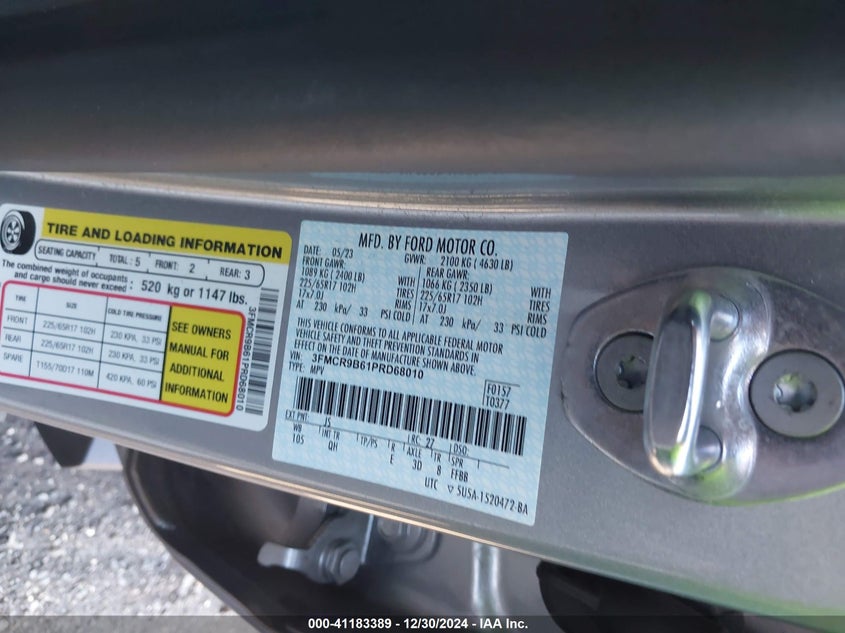 TIRE AND LOADING INFORMATION
SEATING CAPACITY TOTAL: 5 FRONT: 2 REAR: 3
The combined weight of occupants
and cargo should never exceed : 520 kg or 1147 lbs.
TIRE SIZE COLD TIRE PRESSURE
FRONT 225/65R17 102H 230 KPA, 33 PSI
REAR 225/65R17 102H 230 KPA, 33 PSI
SPARE T155/70D17 110M 420 KPA, 60 PSI
SEE OWNERS
MANUAL FOR
ADDITIONAL
INFORMATION
3FMCR9B61PRD68010
MFD. BY FORD MOTOR CO.
DATE: 05/23 GVWR: 2100 KG ( 4630 LB)
FRONT GAWR: REAR GAWR:
1089 KG ( 2400 LB) WITH 1066 KG ( 2350 LB) WITH
225/65R17 102H TIRES 225/65R17 102H TIRES
17x7.0J RIMS 17x7.0J RIMS
AT 230 kPa/ 33 PSI COLD AT 230 kPa/ 33 PSI COLD
THIS VEHICLE CONFORMS TO ALL APPLICABLE FEDERAL MOTOR
VEHICLE SAFETY AND THEFT PREVENTION STANDARDS IN
EFFECT ON THE DATE OF MANUFACTURE SHOWN ABOVE.
VIN: 3FMCR9B61PRD68010
TYPE: MPV
F0157
T0377
EXT PNT: JS RC: 22 DSO:
WB INT TR TP/PS R AXLE TR SPR
105 QH E 3D 8 FFBB
UTC ▽ 5USA-1520472-BA
000-41183389 - 12/30/2024 - IAA Inc.